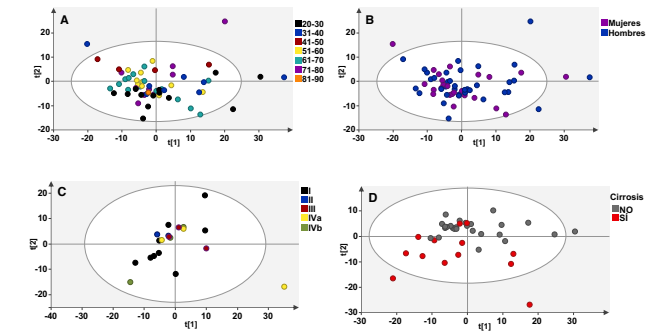 A
20-30
31-40
41-50
51-60
61-70
71-80
81-90
t[2]
20
10
0
-10
-20
-30 -20 -10 0 10 20 30
t[1]
B
Mujeres
Hombres
t[2]
20
10
0
-10
-20
-30 -20 -10 0 10 20 30
t[1]
C
I
II
III
IVa
IVb
t[2]
20
10
0
-10
-20
-40 -30 -20 -10 0 10 20 30 40
t[1]
D
Cirrosis
NO
SÍ
t[2]
10
0
-10
-20
-30
-30 -20 -10 0 10 20 30
t[1]